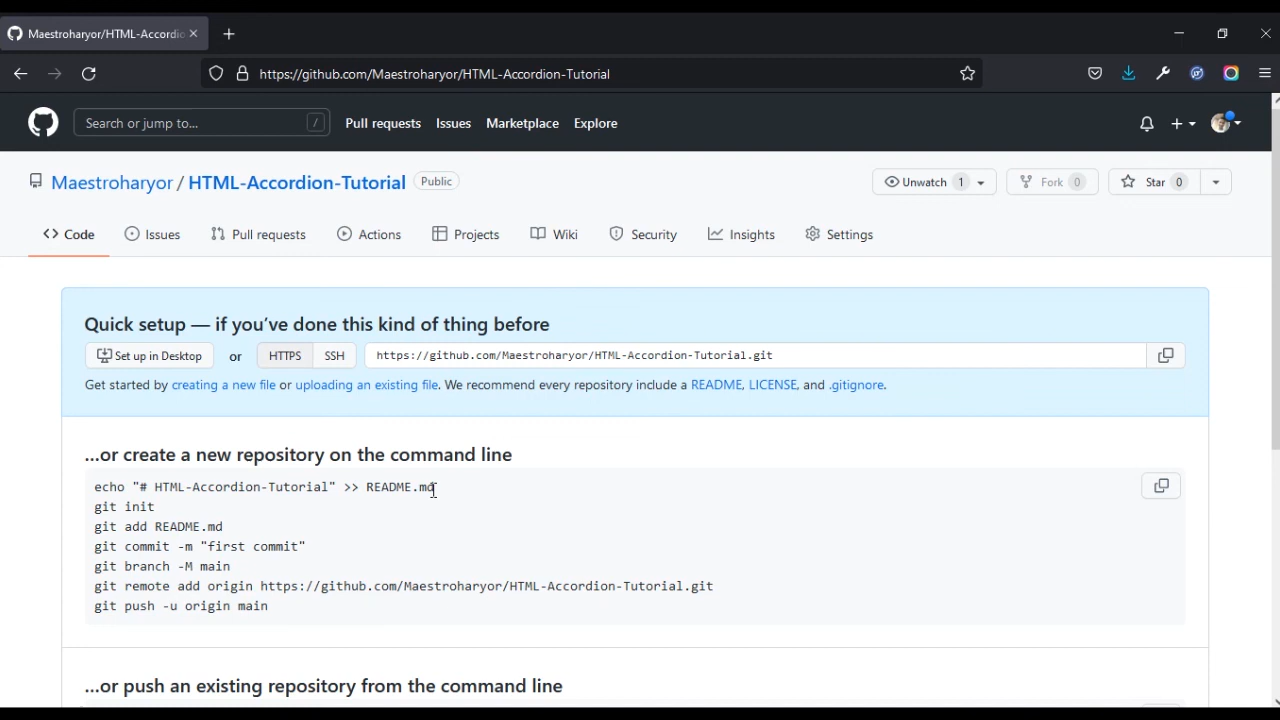 Maestroharyor/HTML-Accordio
https://github.com/Maestroharyor/HTML-Accordion-Tutorial
Search or jump to... /
Pull requests
Issues
Marketplace
Explore
Maestroharyor / HTML-Accordion-Tutorial Public
Unwatch 1
Fork 0
Star 0
Code
Issues
Pull requests
Actions
Projects
Wiki
Security
Insights
Settings
Quick setup — if you've done this kind of thing before
Set up in Desktop or HTTPS SSH https://github.com/Maestroharyor/HTML-Accordion-Tutorial.git
Get started by creating a new file or uploading an existing file. We recommend every repository include a README, LICENSE, and .gitignore.
...or create a new repository on the command line
echo "# HTML-Accordion-Tutorial" >> README.md
git init
git add README.md
git commit -m "first commit"
git branch -M main
git remote add origin https://github.com/Maestroharyor/HTML-Accordion-Tutorial.git
git push -u origin main
...or push an existing repository from the command line